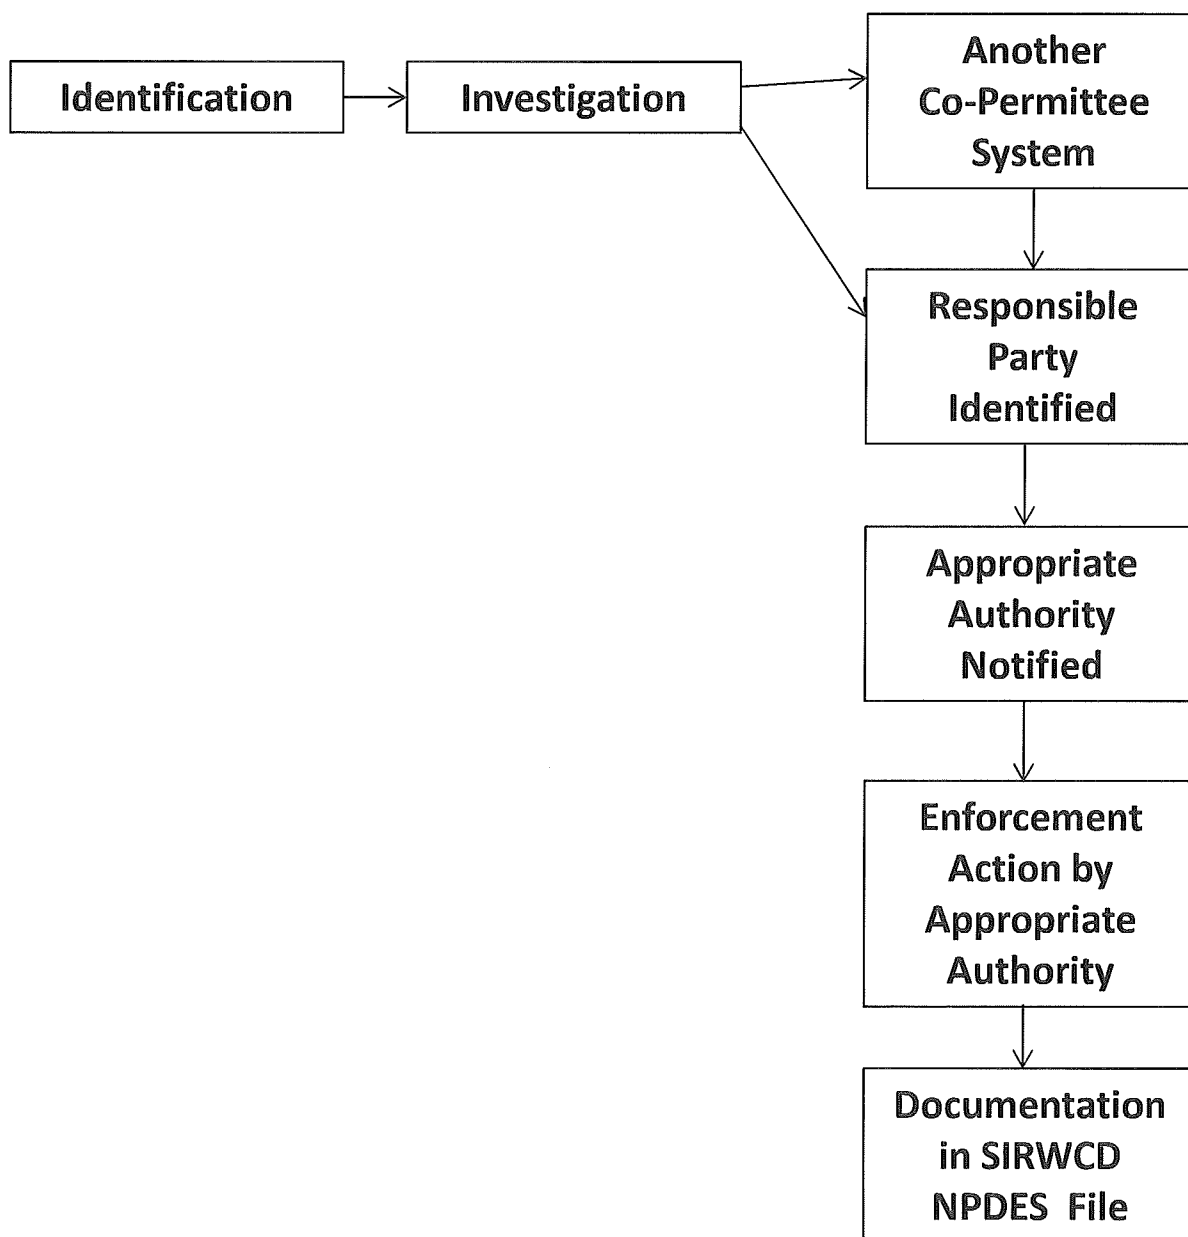 Identification
Investigation
Another
Co-Permittee
System
Responsible
Party
Identified
Appropriate
Authority
Notified
Enforcement
Action by
Appropriate
Authority
Documentation
in SIRWCD
NPDES File